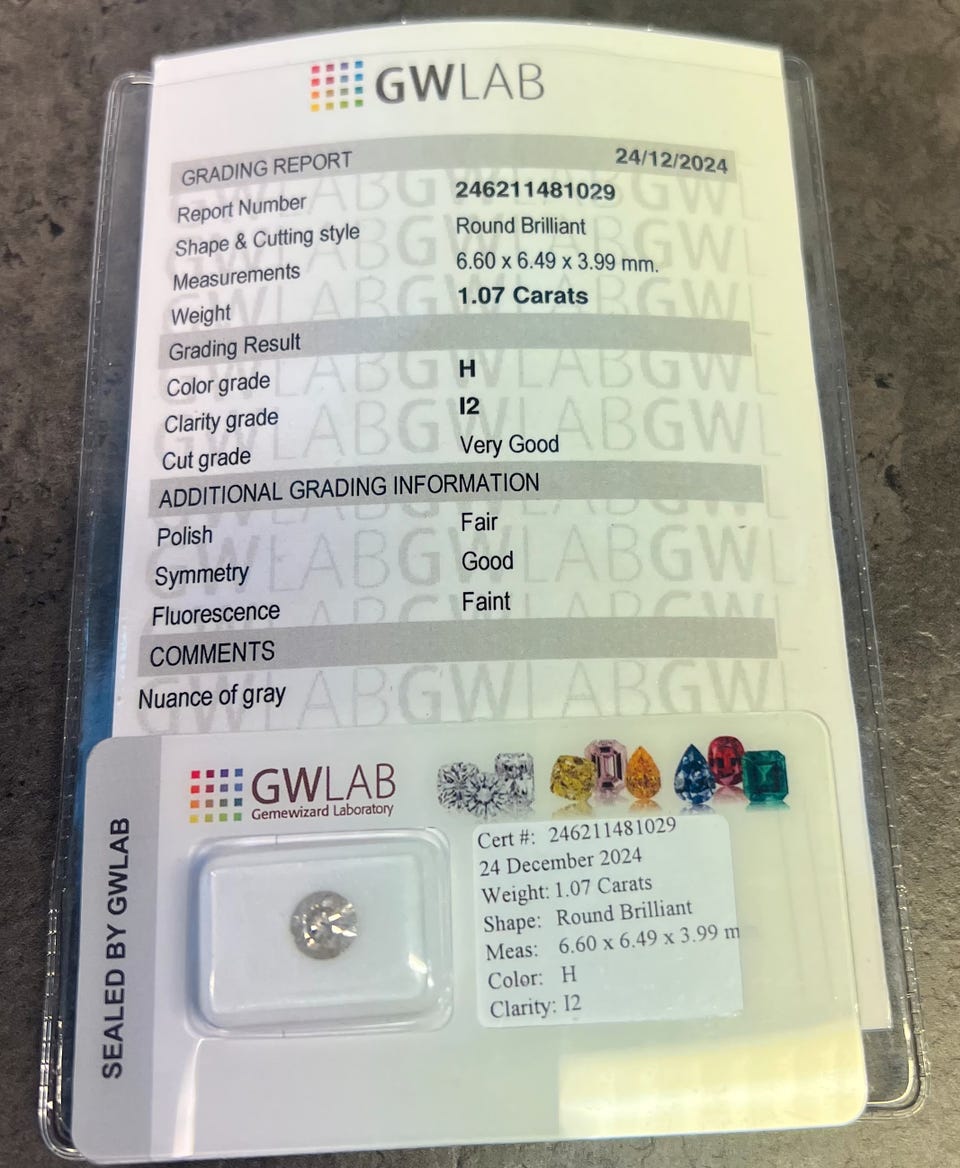 GWLAB
GRADING REPORT 24/12/2024
Report Number 246211481029
Shape & Cutting style Round Brilliant
Measurements 6.60 x 6.49 x 3.99 mm.
Weight 1.07 Carats
Grading Result
Color grade H
Clarity grade I2
Cut grade Very Good
ADDITIONAL GRADING INFORMATION
Polish Fair
Symmetry Good
Fluorescence Faint
COMMENTS
Nuance of gray
SEALED BY GWLAB
GWLAB
Gemewizard Laboratory
Cert #: 246211481029
24 December 2024
Weight: 1.07 Carats
Shape: Round Brilliant
Meas: 6.60 x 6.49 x 3.99 m
Color: H
Clarity: I2